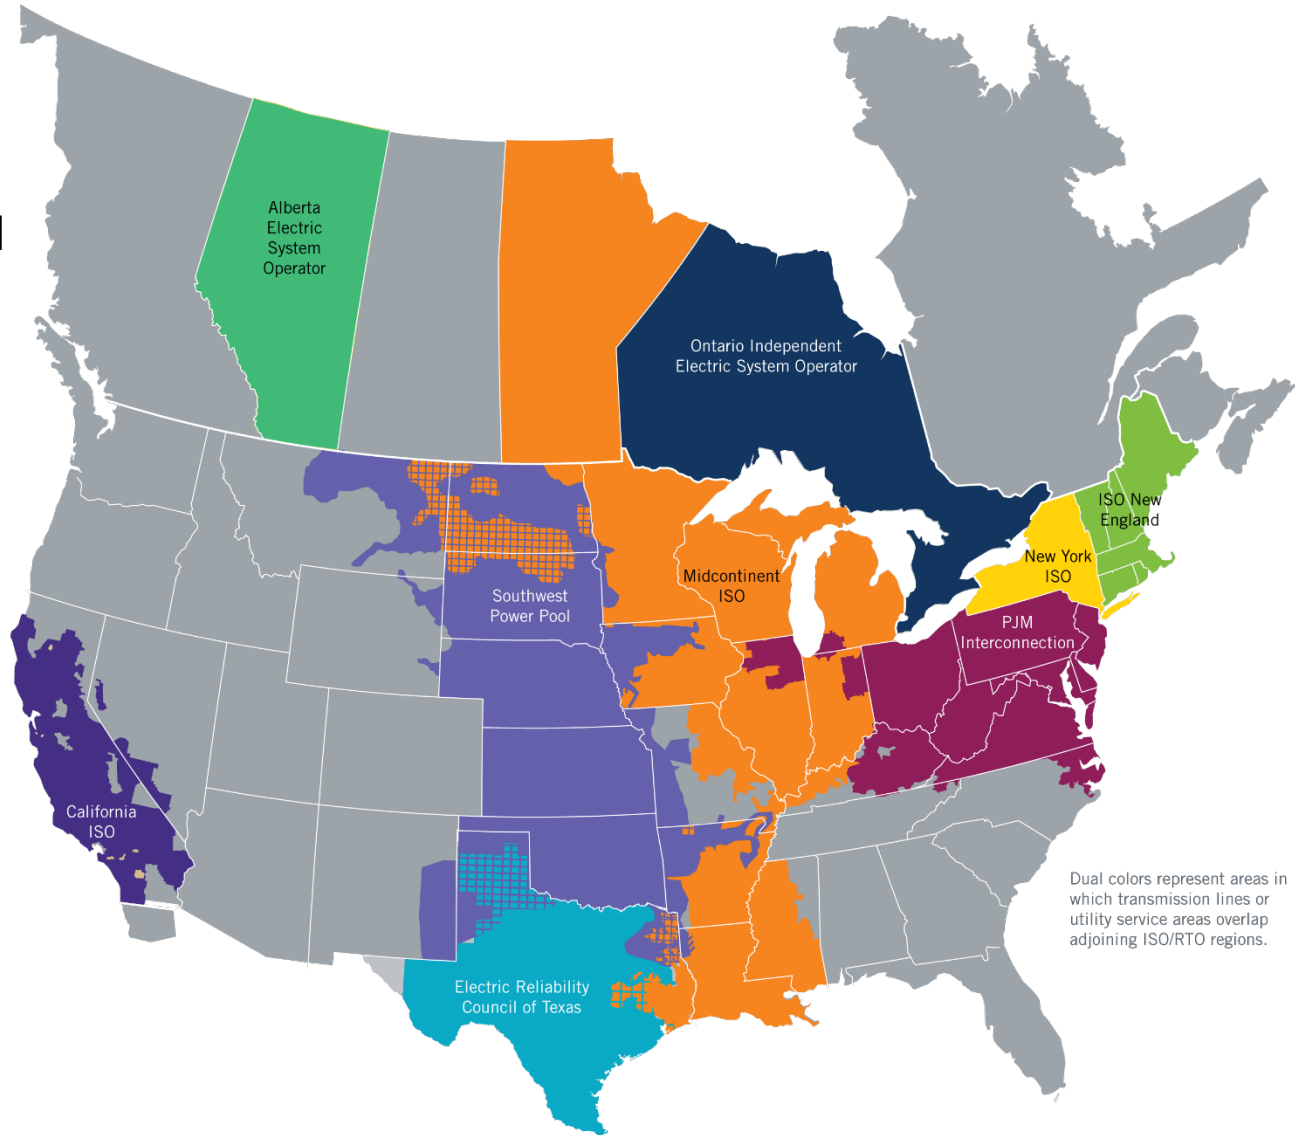 Alberta
Electric
System
Operator
Ontario Independent
Electric System Operator
ISO New
England
New York
ISO
Midcontinent
ISO
Southwest
Power Pool
PJM
Interconnection
California
ISO
Dual colors represent areas in
which transmission lines or
utility service areas overlap
adjoining ISO/RTO regions.
Electric Reliability
Council of Texas